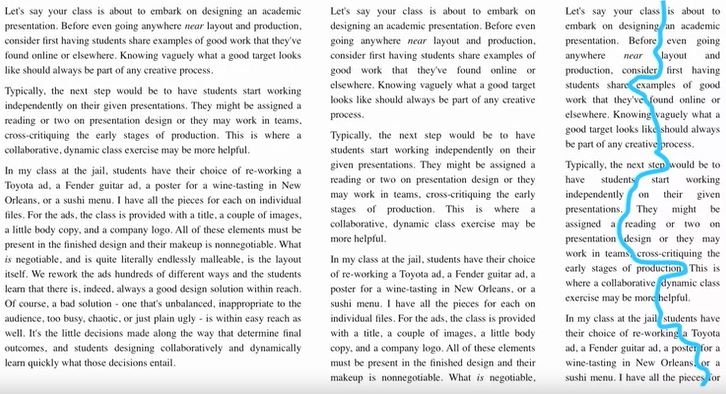 Let's say your class is about to embark on designing an academic
presentation. Before even going anywhere near layout and production,
consider first having students share examples of good work that they've
found online or elsewhere. Knowing vaguely what a good target looks
like should always be part of any creative process.
Typically, the next step would be to have students start working
independently on their given presentations. They might be assigned a
reading or two on presentation design or they may work in teams,
cross-critiquing the early stages of production. This is where a
collaborative, dynamic class exercise may be more helpful.
In my class at the jail, students have their choice of re-working a
Toyota ad, a Fender guitar ad, a poster for a wine-tasting in New
Orleans, or a sushi menu. I have all the pieces for each on individual
files. For the ads, the class is provided with a title, a couple of images,
a little body copy, and a company logo. All of these elements must be
present in the finished design and their makeup is nonnegotiable. What
is negotiable, and is quite literally endlessly malleable, is the layout
itself. We rework the ads hundreds of different ways and the students
learn that there is, indeed, always a good design solution within reach.
Of course, a bad solution - one that's unbalanced, inappropriate to the
audience, too busy, chaotic, or just plain ugly - is within easy reach as
well. It's the little decisions made along the way that determine final
outcomes, and students designing collaboratively and dynamically
learn quickly what those decisions entail.
Let's say your class is about to embark on
designing an academic presentation. Before even
going anywhere near layout and production,
consider first having students share examples of
good work that they've found online or
elsewhere. Knowing vaguely what a good target
looks like should always be part of any creative
process.
Typically, the next step would be to have
students start working independently on their
given presentations. They might be assigned a
reading or two on presentation design or they
may work in teams, cross-critiquing the early
stages of production. This is where a
collaborative, dynamic class exercise may be
more helpful.
In my class at the jail, students have their choice
of re-working a Toyota ad, a Fender guitar ad, a
poster for a wine-tasting in New Orleans, or a
sushi menu. I have all the pieces for each on
individual files. For the ads, the class is provided
with a title, a couple of images, a little body
copy, and a company logo. All of these elements
must be present in the finished design and their
makeup is nonnegotiable. What is negotiable,
Let's say your class is about to
embark on designing an academic
presentation. Before even going
anywhere near layout and
production, consider first having
students share examples of good
work that they've found online or
elsewhere. Knowing vaguely what a
good target looks like should always
be part of any creative process.
Typically, the next step would be to
have students start working
independently on their given
presentations. They might be
assigned a reading or two on
presentation design or they may
work in teams, cross-critiquing the
early stages of production. This is
where a collaborative, dynamic class
exercise may be more helpful.
In my class at the jail, students have
their choice of re-working a Toyota
ad, a Fender guitar ad, a poster for a
wine-tasting in New Orleans, or a
sushi menu. I have all the pieces for